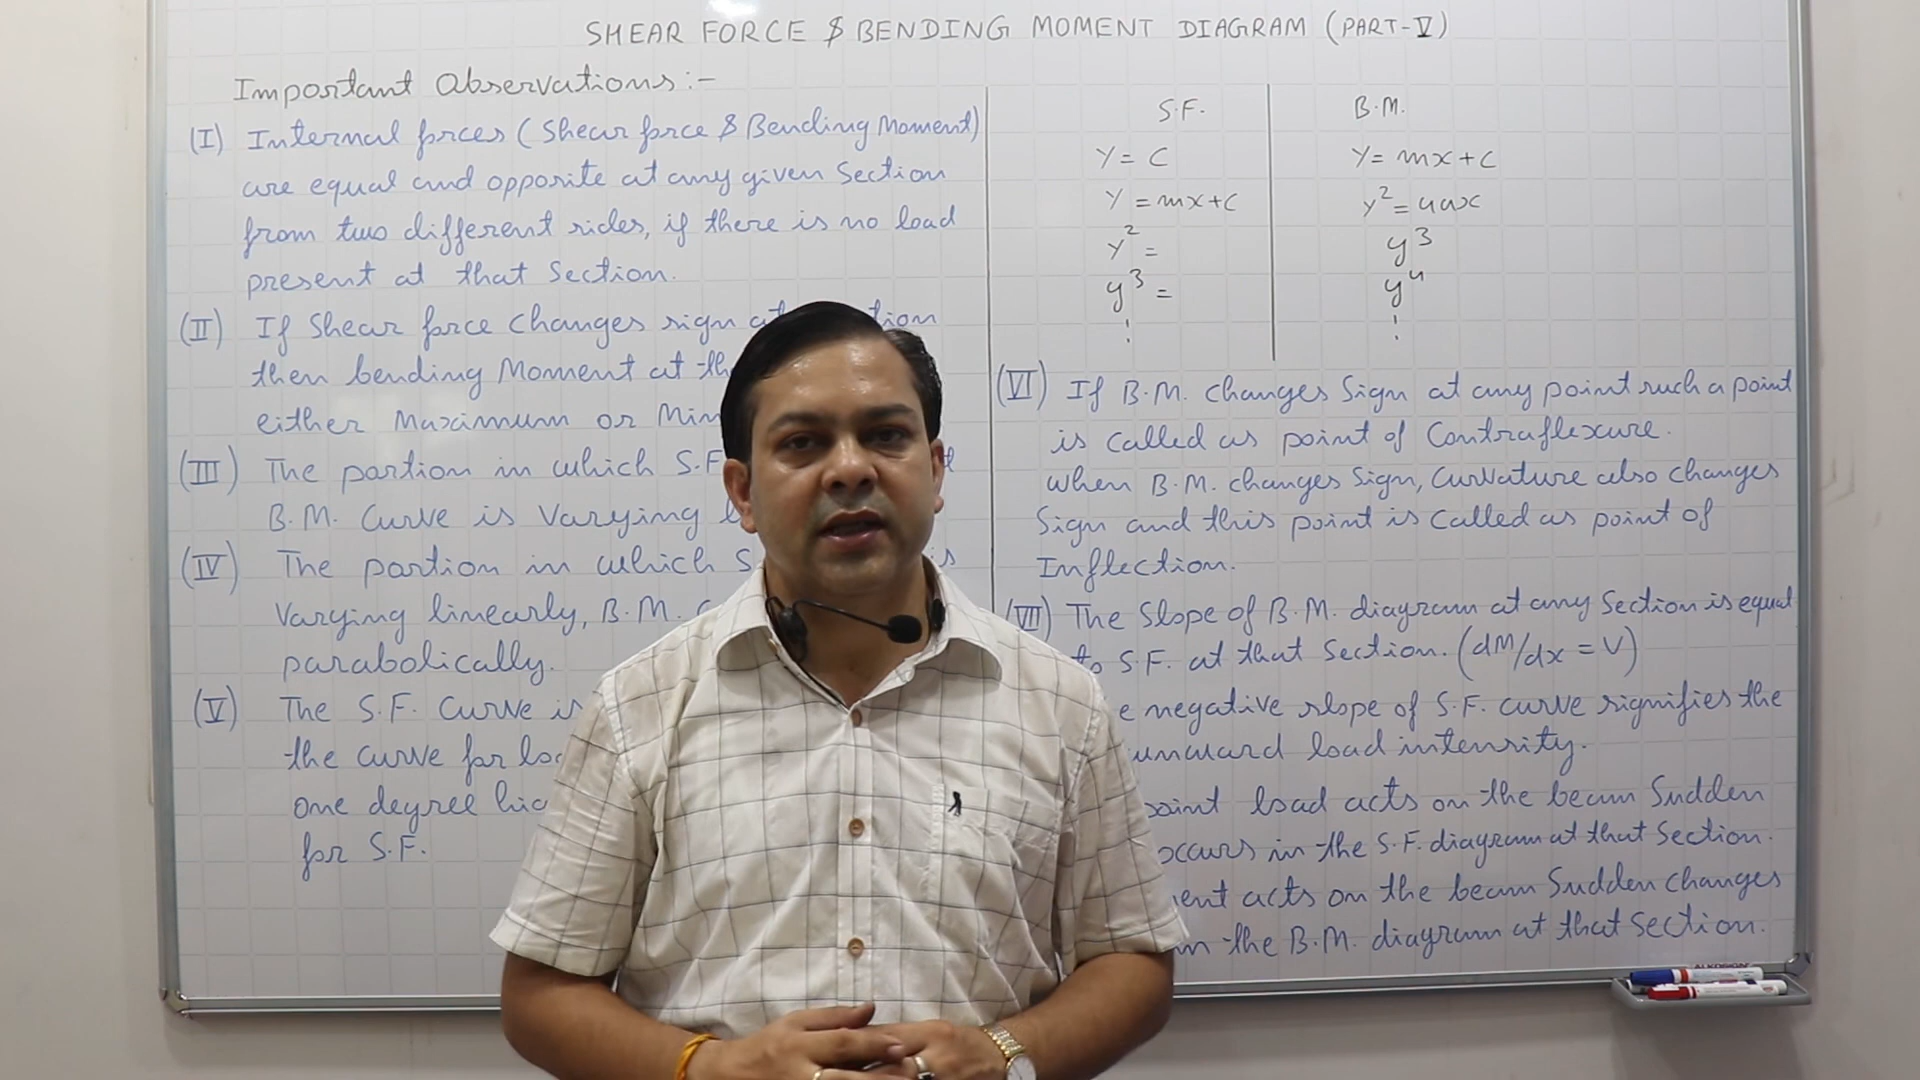 SHEAR FORCE & BENDING MOMENT DIAGRAM (PART-V)
Important Observations:-
(I) Internal forces (Shear force & Bending Moment)
are equal and opposite at any given Section
from two different sides, if there is no load
present at that Section.
(II) If Shear force changes sign at
then bending Moment at
either Maximum or
(III) The portion in which S.F
B.M. Curve is varying
(IV) The portion in which is
varying linearly, B.M.
parabolically.
(V) The S.F. Curve is
the curve for
one degree
for S.F.
S.F. B.M.
Y = C Y = mx+c
Y = mx+c y² = 4ax
y² = y³
y³ = y⁴
(VI) If B.M. changes Sign at any point such a point
is called as point of Contraflexure.
when B.M. changes Sign, Curvature also changes
Sign and this point is called as point of
Inflection.
(VII) The Slope of B.M. diagram at any Section is equal
to S.F. at that Section. (dM/dx = V)
negative slope of S.F. curve signifies the
load intensity.
load acts on the beam Sudden
occurs in the S.F. diagram at that Section.
acts on the beam Sudden changes
the B.M. diagram at that Section.